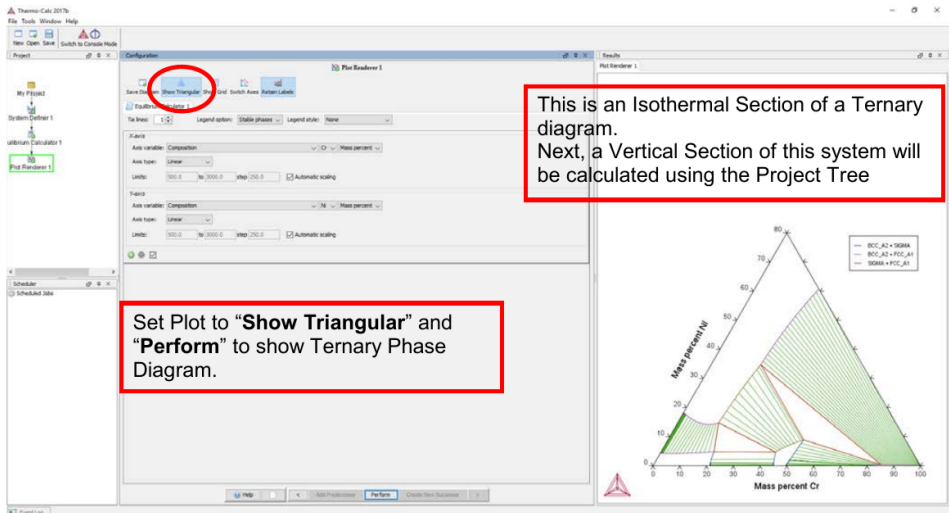 Thermo-Calc 2017b
File Tools Window Help
New Open Save Switch to Console Mode
Project
Configuration
Results
Plot Renderer 1
Plot Renderer 1
My Project
System Definer 1
uilibrium Calculator 1
Plot Renderer 1
Save Diagram Show Triangular Show Grid Switch Axes Retain Labels
Equilibrium Calculator 1
Tie lines: 1 Legend option: Stable phases Legend style: None
X-axis
Axis variable: Composition Cr Mass percent
Axis type: Linear
Limits: 500.0 to 3000.0 step 250.0 Automatic scaling
Y-axis
Axis variable: Composition Ni Mass percent
Axis type: Linear
Limits: 500.0 to 3000.0 step 250.0 Automatic scaling
Scheduler
Scheduled Jobs
This is an Isothermal Section of a Ternary
diagram.
Next, a Vertical Section of this system will
be calculated using the Project Tree
Set Plot to “Show Triangular” and
“Perform” to show Ternary Phase
Diagram.
BCC_A2 + SIGMA
BCC_A2 + FCC_A1
SIGMA + FCC_A1
80
70
60
50
40
30
20
10
0
Mass percent Ni
0 10 20 30 40 50 60 70 80 90 100
Mass percent Cr
Help < Add Predecessor Perform Create New Successor >
Event Log